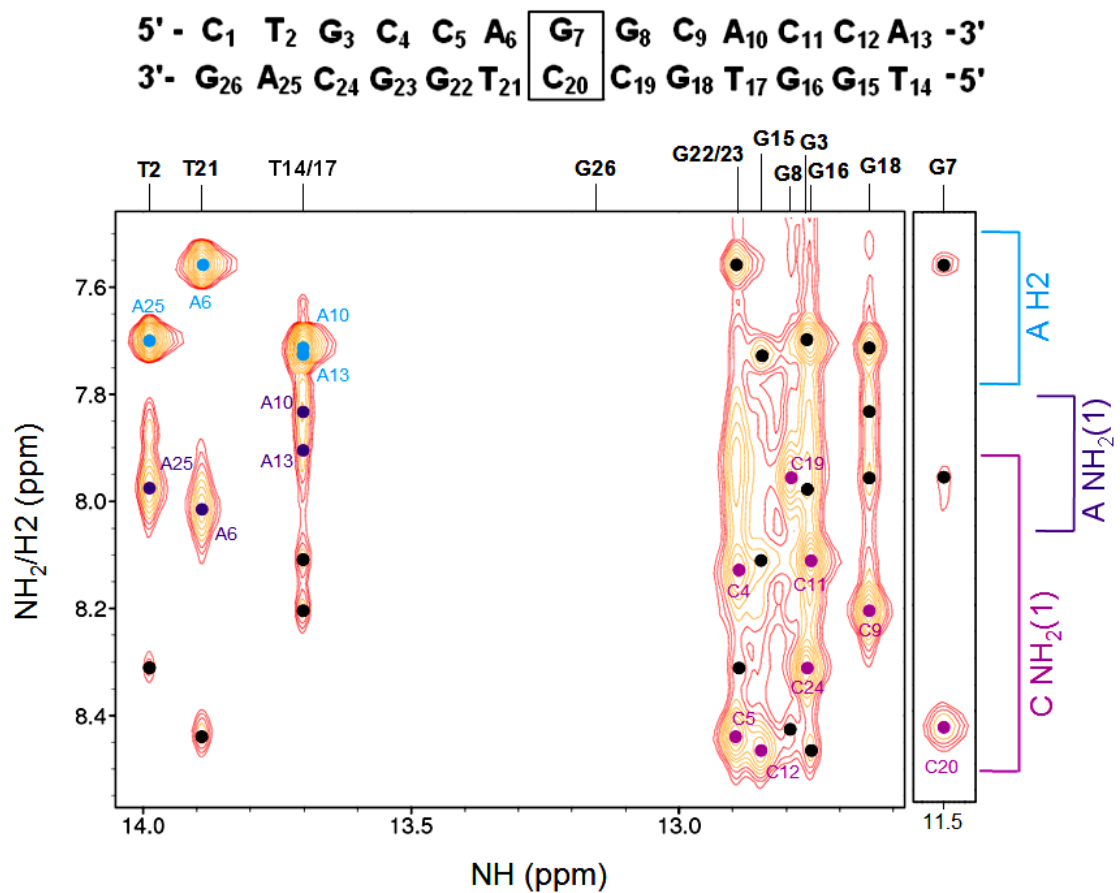 5' - C1 T2 G3 C4 C5 A6 G7 G8 C9 A10 C11 C12 A13 -3'
3'- G26 A25 C24 G23 G22 T21 C20 C19 G18 T17 G16 G15 T14 -5'
T2 T21 T14/17 G26 G22/23 G15 G8 G3 G16 G18 G7
7.6
7.8
8.0
8.2
8.4
NH2/H2 (ppm)
A25
A6
A10
A13
A10
A13
A25
A6
C19
C4
C11
C9
C24
C5
C12
C20
A H2
A NH2(1)
C NH2(1)
14.0 13.5 13.0 11.5
NH (ppm)